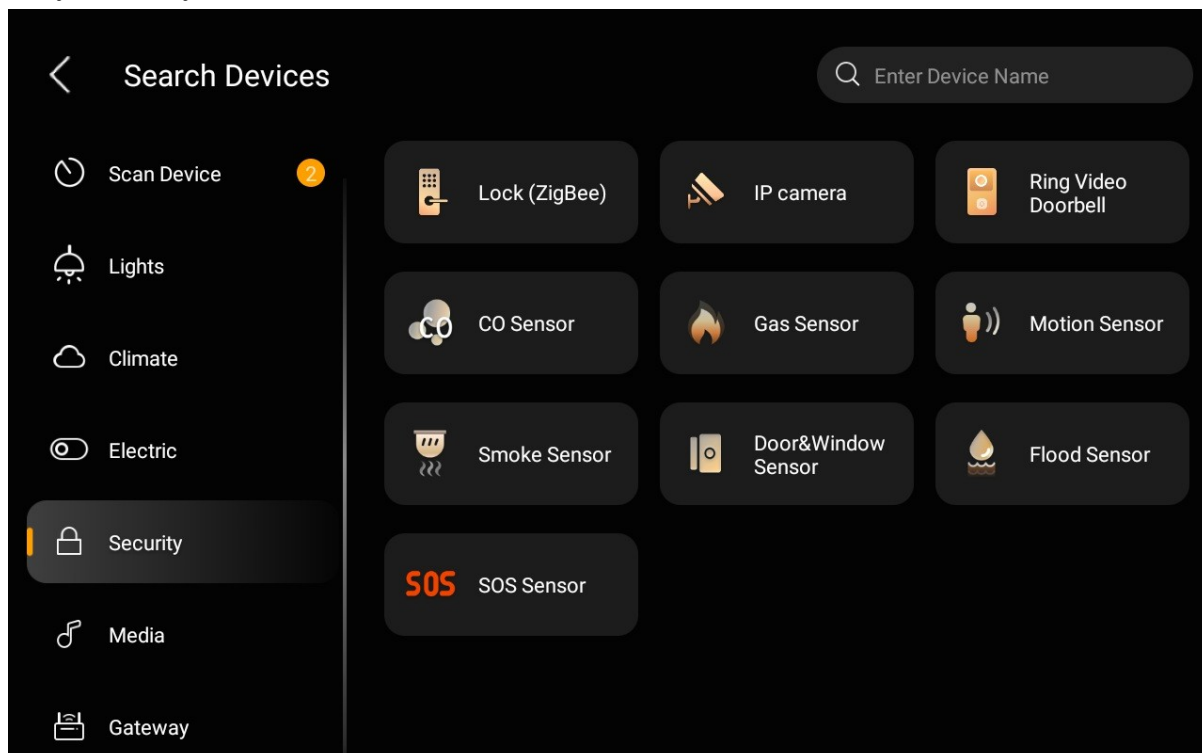 Search Devices
Enter Device Name
Scan Device
2
Lights
Climate
Electric
Security
Media
Gateway
Lock (ZigBee)
IP camera
Ring Video
Doorbell
CO
CO Sensor
Gas Sensor
Motion Sensor
Smoke Sensor
Door&Window
Sensor
Flood Sensor
SOS
SOS Sensor